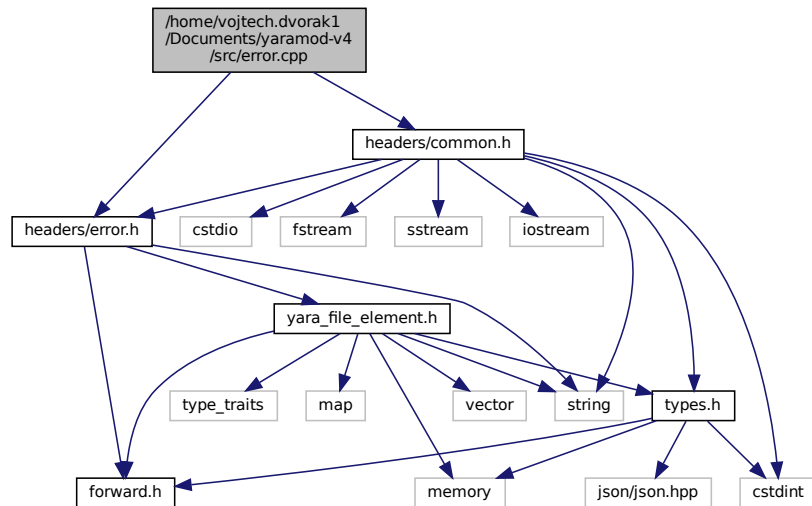 /home/vojtech.dvorak1
/Documents/yaramod-v4
/src/error.cpp
headers/common.h
headers/error.h
cstdio
fstream
sstream
iostream
yara_file_element.h
type_traits
map
vector
string
types.h
forward.h
memory
json/json.hpp
cstdint